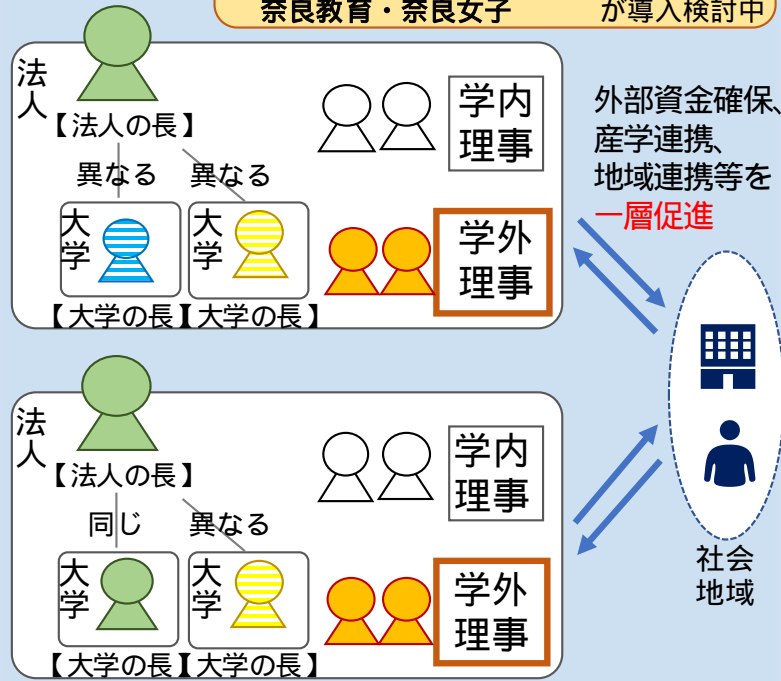 奈良教育・奈良女子 が導入検討中
法人
【法人の長】
異なる 異なる
大学
大学
【大学の長】【大学の長】
学内
理事
学外
理事
外部資金確保、
産学連携、
地域連携等を
一層促進
法人
【法人の長】
同じ 異なる
大学
大学
【大学の長】【大学の長】
学内
理事
学外
理事
社会
地域